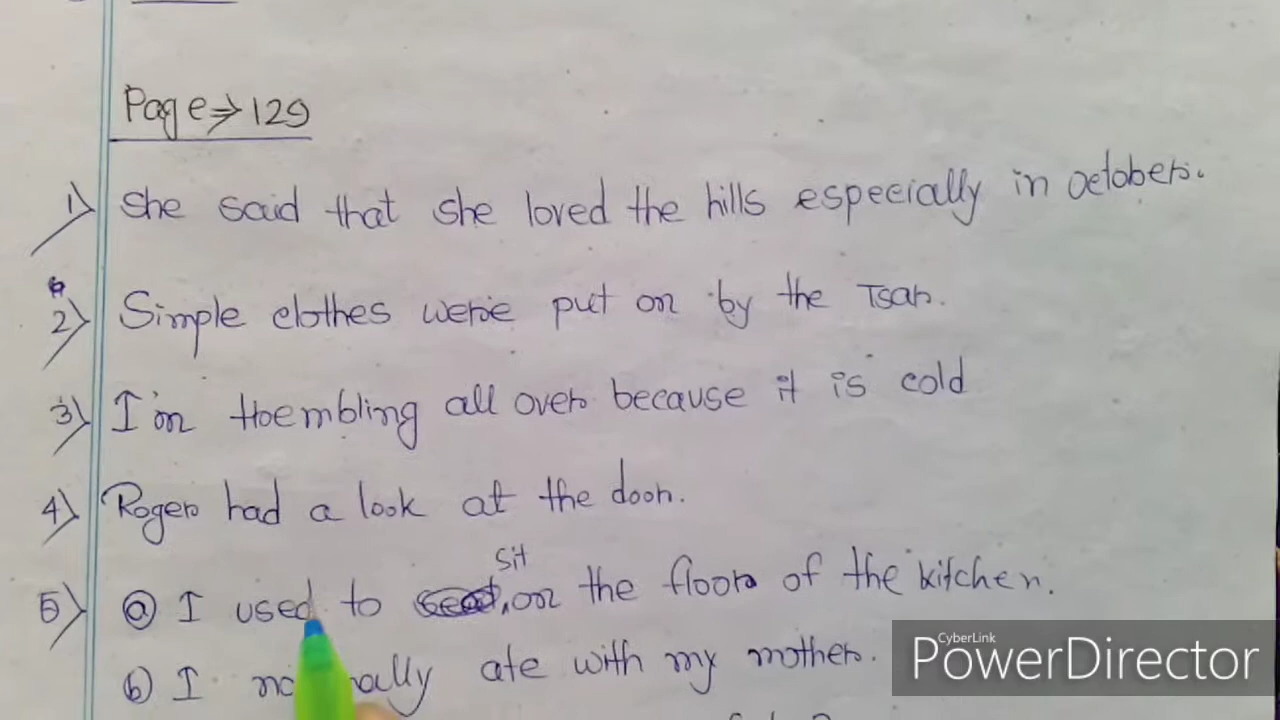 Page⇒129
1) She said that she loved the hills especially in october.
2) Simple clothes were put on by the Tsar.
3) I'm trembling all over because it is cold
4) Roger had a look at the door.
Sit
5) ⓐ I used to on the floor of the kitchen.
ⓑ I ate with my mother.
CyberLink
PowerDirector